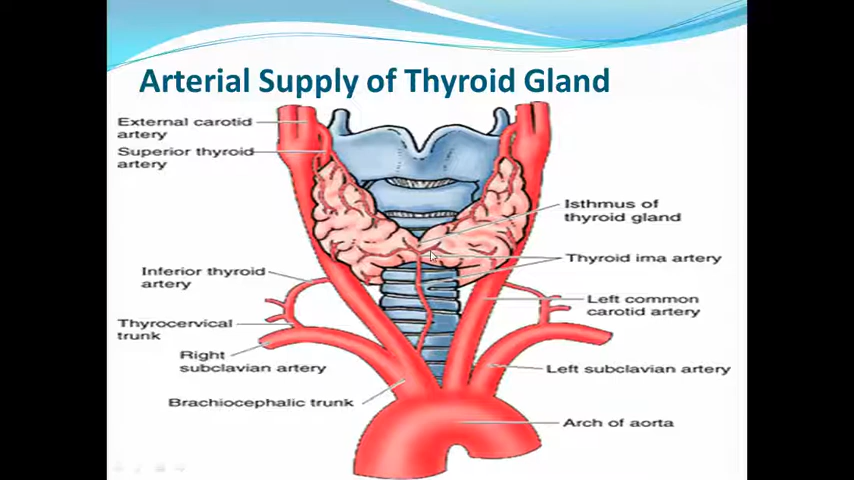 Arterial Supply of Thyroid Gland
External carotid
artery
Superior thyroid
artery
Isthmus of
thyroid gland
Thyroid ima artery
Inferior thyroid
artery
Left common
carotid artery
Thyrocervical
trunk
Right
subclavian artery
Left subclavian artery
Brachiocephalic trunk
Arch of aorta